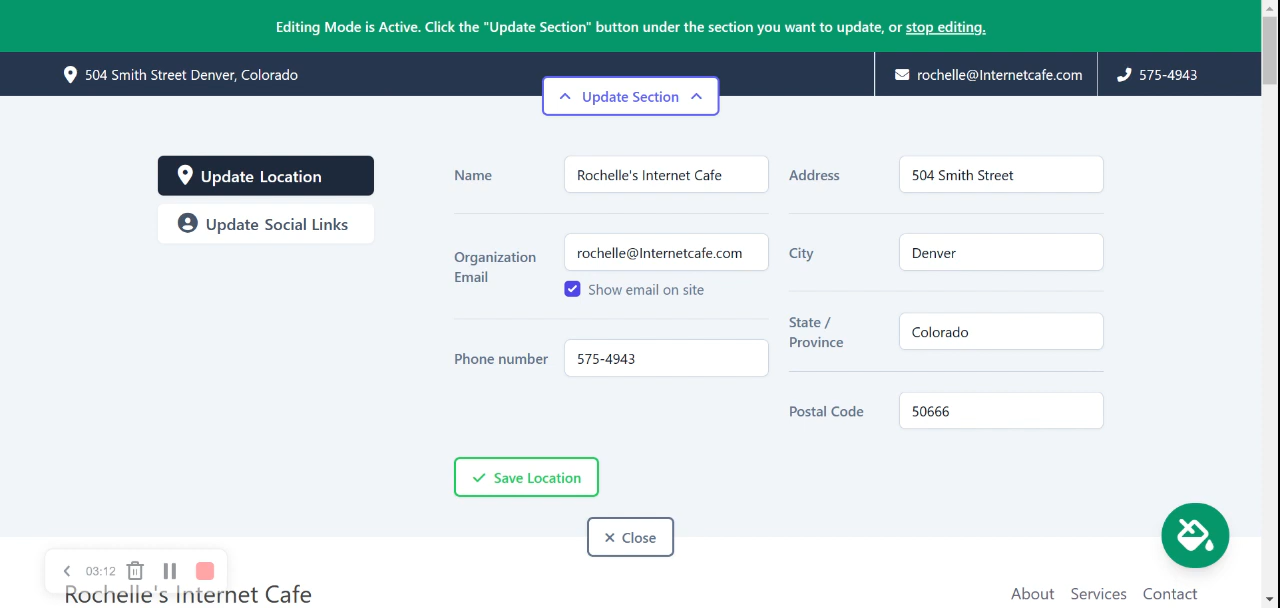 Editing Mode is Active. Click the "Update Section" button under the section you want to update, or stop editing.
504 Smith Street Denver, Colorado
rochelle@Internetcafe.com
575-4943
Update Section
Update Location
Update Social Links
Name
Rochelle's Internet Cafe
Organization
Email
rochelle@Internetcafe.com
Show email on site
Phone number
575-4943
Address
504 Smith Street
City
Denver
State /
Province
Colorado
Postal Code
50666
Save Location
Close
03:12
Rochelle's Internet Cafe
About Services Contact